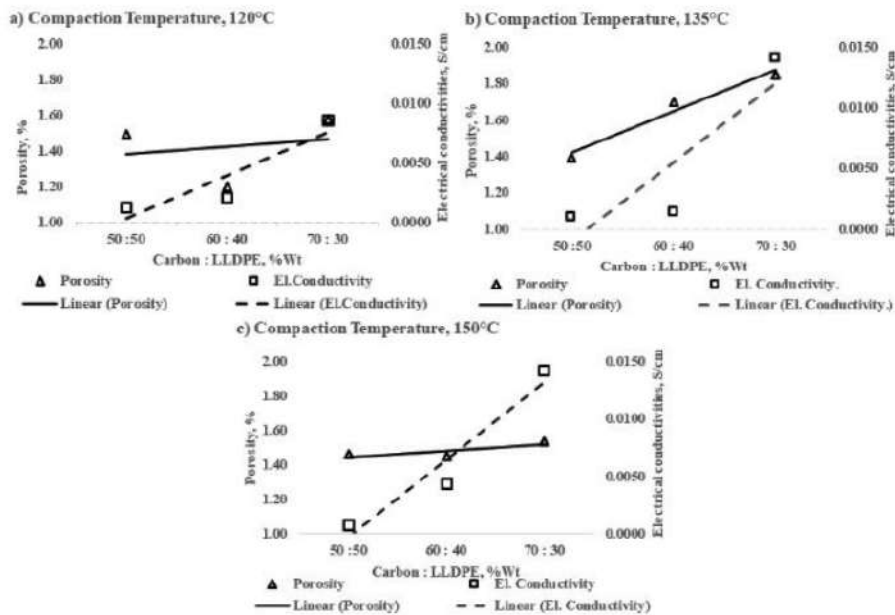 a) Compaction Temperature, 120°C
2.00
1.80
1.60
1.40
1.20
1.00
Porosity, %
0.0150
0.0100
0.0050
0.0000
Electrical conductivities, S/cm
50:50
60 : 40
70 : 30
Carbon : LLDPE, %Wt
Porosity
El.Conductivity
Linear (Porosity)
Linear (El.Conductivity)
b) Compaction Temperature, 135°C
2.00
1.80
1.60
1.40
1.20
1.00
Porosity, %
0.0150
0.0100
0.0050
0.0000
Electrical conductivities, S/cm
50 :50
60 : 40
70 : 30
Carbon : LLDPE, %Wt
Porosity
El. Conductivity.
Linear (Porosity)
Linear (El. Conductivity.)
c) Compaction Temperature, 150°C
2.00
1.80
1.60
1.40
1.20
1.00
Porosity, %
0.0150
0.0100
0.0050
0.0000
Electrical conductivities, S/cm
50 :50
60 : 40
70 : 30
Carbon : LLDPE, %Wt
Porosity
El. Conductivity
Linear (Porosity)
Linear (El. Conductivity)